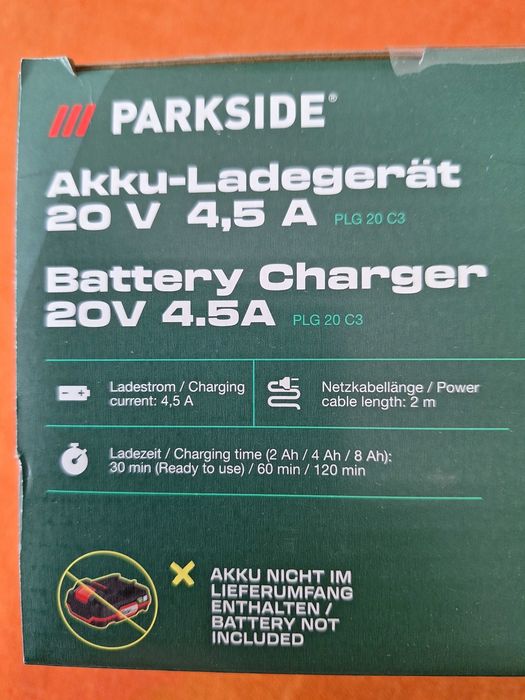 PARKSIDE®
Akku-Ladegerät
20 V 4,5 A PLG 20 C3
Battery Charger
20V 4.5A PLG 20 C3
Ladestrom / Charging
current: 4,5 A
Netzkabellänge / Power
cable length: 2 m
Ladezeit / Charging time (2 Ah / 4 Ah / 8 Ah):
30 min (Ready to use) / 60 min / 120 min
AKKU NICHT IM
LIEFERUMFANG
ENTHALTEN /
BATTERY NOT
INCLUDED